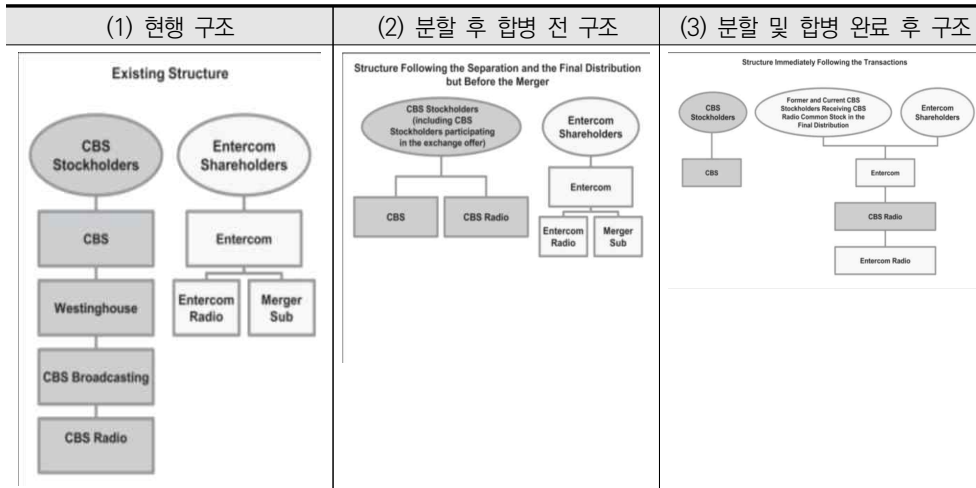 (1) 현행 구조
(2) 분할 후 합병 전 구조
(3) 분할 및 합병 완료 후 구조
Existing Structure
CBS
Stockholders
Entercom
Shareholders
CBS
Entercom
Westinghouse
Entercom
Radio
Merger
Sub
CBS Broadcasting
CBS Radio
Structure Following the Separation and the Final Distribution
but Before the Merger
CBS Stockholders
(including CBS
Stockholders participating
in the exchange offer)
Entercom
Shareholders
Entercom
CBS
CBS Radio
Entercom
Radio
Merger
Sub
Structure Immediately Following the Transactions
CBS
Stockholders
Former and Current CBS
Stockholders Receiving CBS
Radio Common Stock in the
Final Distribution
Entercom
Shareholders
CBS
Entercom
CBS Radio
Entercom Radio